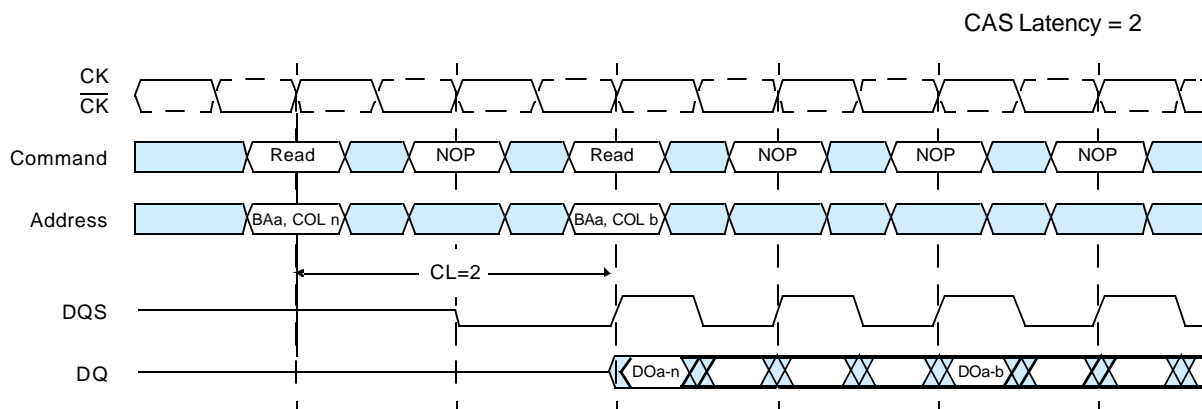 CAS Latency = 2
CK
CK
Command
Read
NOP
Read
NOP
NOP
NOP
Address
BAa, COL n
BAa, COL b
CL=2
DQS
DQ
DOa-n
DOa-b